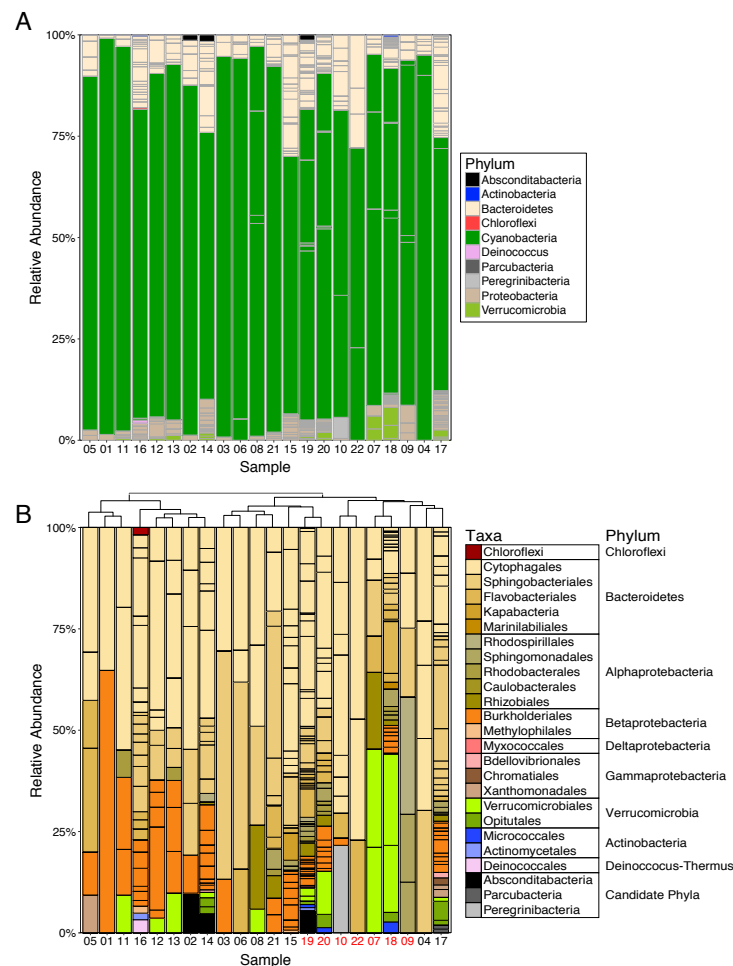 A
100%
75%
50%
25%
0%
Relative Abundance
05 01 11 16 12 13 02 14 03 06 08 21 15 19 20 10 22 07 18 09 04 17
Sample
Phylum
Absconditabacteria
Actinobacteria
Bacteroidetes
Chloroflexi
Cyanobacteria
Deinococcus
Parcubacteria
Peregrinibacteria
Proteobacteria
Verrucomicrobia
B
100%
75%
50%
25%
0%
Relative Abundance
05 01 11 16 12 13 02 14 03 06 08 21 15 19 20 10 22 07 18 09 04 17
Sample
Taxa Phylum
Chloroflexi Chloroflexi
Cytophagales
Sphingobacteriales
Flavobacteriales Bacteroidetes
Kapabacteria
Marinilabiliales
Rhodospirillales
Sphingomonadales
Rhodobacterales Alphaprotebacteria
Caulobacterales
Rhizobiales
Burkholderiales Betaprotebacteria
Methylophilales
Myxococcales Deltaprotebacteria
Bdellovibrionales
Chromatiales Gammaprotebacteria
Xanthomonadales
Verrucomicrobiales Verrucomicrobia
Opitutales
Micrococcales Actinobacteria
Actinomycetales
Deinococcales Deinoccocus-Thermus
Absconditabacteria
Parcubacteria Candidate Phyla
Peregrinibacteria